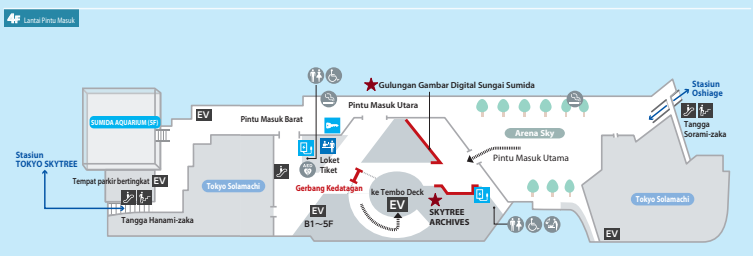 4F Lantai Pintu Masuk
Gulungan Gambar Digital Sungai Sumida
Stasiun
Oshiage
Pintu Masuk Utara
EV
Pintu Masuk Barat
SUMIDA AQUARIUM (5F)
Tangga
Sorami-zaka
Arena Sky
Loket
Tiket
AED
Pintu Masuk Utama
Stasiun
TOKYO SKYTREE
Tempat parkir bertingkat EV
Tokyo Solamachi
Gerbang Kedatangan
ke Tembo Deck
EV
Tokyo Solamachi
EV
B1～5F
SKYTREE
ARCHIVES
Tangga Hanami-zaka
EV